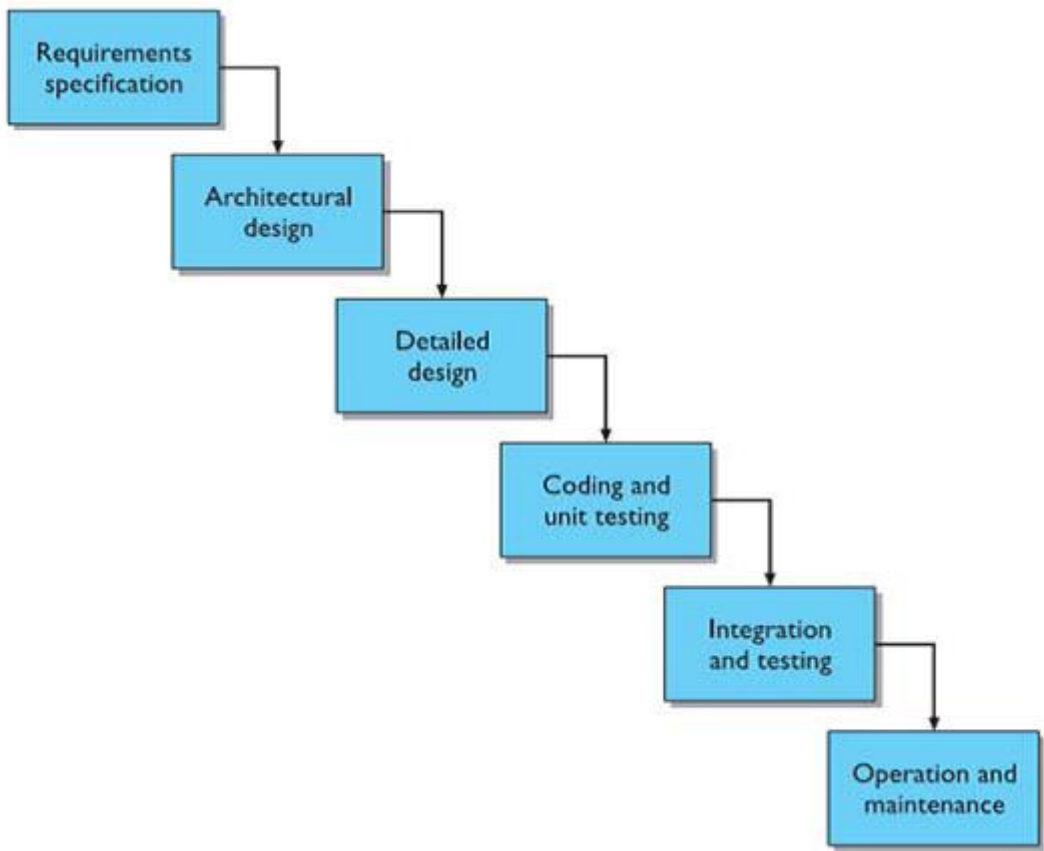 Requirements
specification
Architectural
design
Detailed
design
Coding and
unit testing
Integration
and testing
Operation and
maintenance